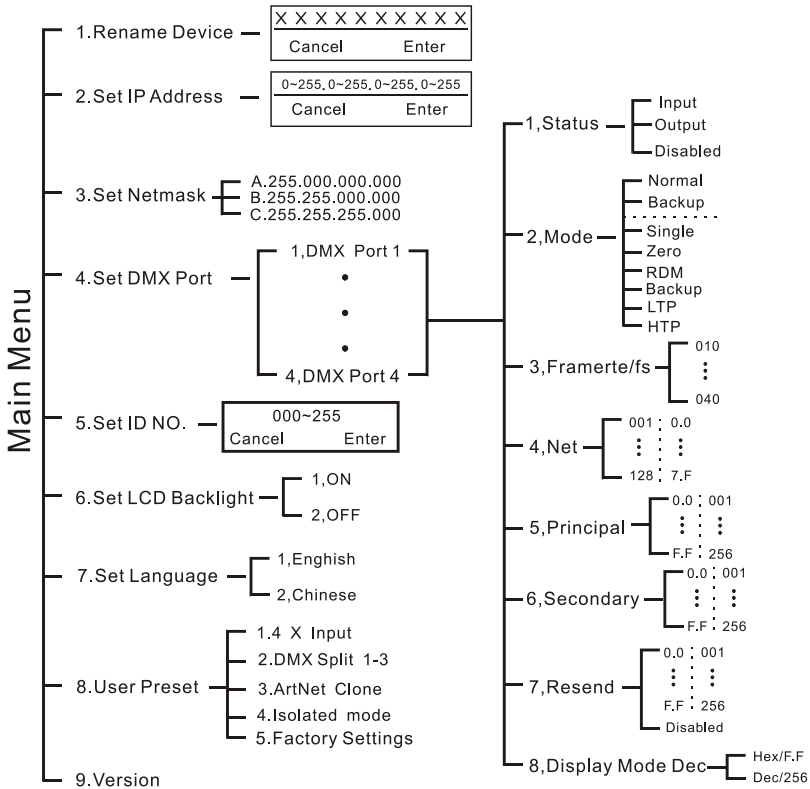 Main Menu
1.Rename Device
X X X X X X X X X
Cancel Enter
2.Set IP Address
0~255.0~255.0~255.0~255
Cancel Enter
3.Set Netmask
A.255.000.000.000
B.255.255.000.000
C.255.255.255.000
4.Set DMX Port
1,DMX Port 1
4,DMX Port 4
5.Set ID NO.
000~255
Cancel Enter
6.Set LCD Backlight
1,ON
2,OFF
7.Set Language
1,Enghish
2,Chinese
8.User Preset
1.4 X Input
2.DMX Split 1-3
3.ArtNet Clone
4.Isolated mode
5.Factory Settings
9.Version
1,Status
Input
Output
Disabled
2,Mode
Normal
Backup
Single
Zero
RDM
Backup
LTP
HTP
3,Framerte/fs
010
040
4,Net
001 0.0
128 7.F
5,Principal
0.0 001
F.F 256
6,Secondary
0.0 001
F.F 256
7,Resend
0.0 001
F.F 256
Disabled
8,Display Mode Dec
Hex/F.F
Dec/256